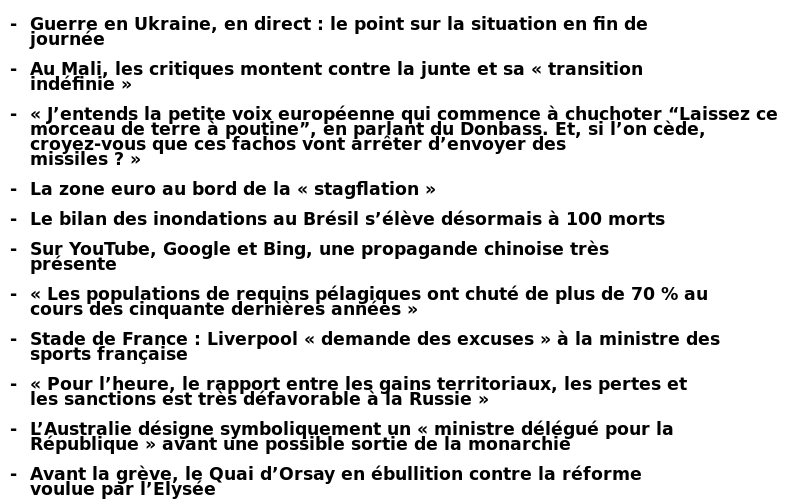 - Guerre en Ukraine, en direct : le point sur la situation en fin de
journée
- Au Mali, les critiques montent contre la junte et sa « transition
indéfinie »
- « J’entends la petite voix européenne qui commence à chuchoter “Laissez ce
morceau de terre à poutine”, en parlant du Donbass. Et, si l’on cède,
croyez-vous que ces fachos vont arrêter d’envoyer des
missiles ? »
- La zone euro au bord de la « stagflation »
- Le bilan des inondations au Brésil s’élève désormais à 100 morts
- Sur YouTube, Google et Bing, une propagande chinoise très
présente
- « Les populations de requins pélagiques ont chuté de plus de 70 % au
cours des cinquante dernières années »
- Stade de France : Liverpool « demande des excuses » à la ministre des
sports française
- « Pour l’heure, le rapport entre les gains territoriaux, les pertes et
les sanctions est très défavorable à la Russie »
- L’Australie désigne symboliquement un « ministre délégué pour la
République » avant une possible sortie de la monarchie
- Avant la grève, le Quai d’Orsay en ébullition contre la réforme
voulue par l’Elysée